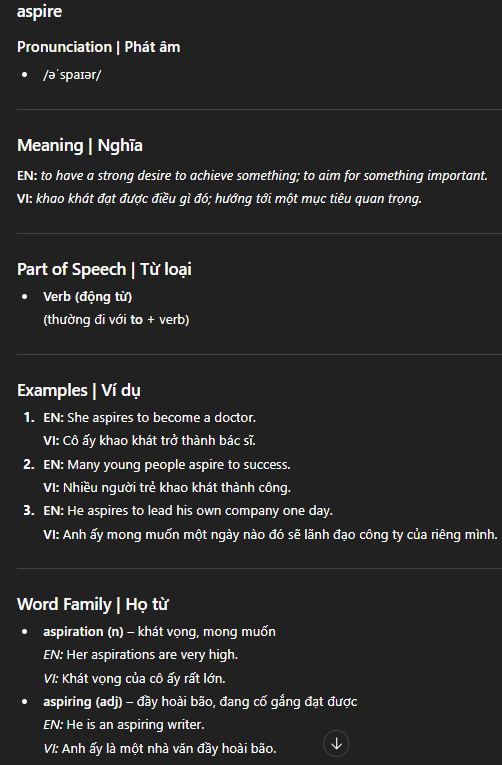 aspire
Pronunciation | Phát âm
/əˈspaɪər/
Meaning | Nghĩa
EN: to have a strong desire to achieve something; to aim for something important.
VI: khao khát đạt được điều gì đó; hướng tới một mục tiêu quan trọng.
Part of Speech | Từ loại
Verb (động từ)
(thường đi với to + verb)
Examples | Ví dụ
1. EN: She aspires to become a doctor.
VI: Cô ấy khao khát trở thành bác sĩ.
2. EN: Many young people aspire to success.
VI: Nhiều người trẻ khao khát thành công.
3. EN: He aspires to lead his own company one day.
VI: Anh ấy mong muốn một ngày nào đó sẽ lãnh đạo công ty của riêng mình.
Word Family | Họ từ
aspiration (n) – khát vọng, mong muốn
EN: Her aspirations are very high.
VI: Khát vọng của cô ấy rất lớn.
aspiring (adj) – đầy hoài bão, đang cố gắng đạt được
EN: He is an aspiring writer.
VI: Anh ấy là một nhà văn đầy hoài bão.